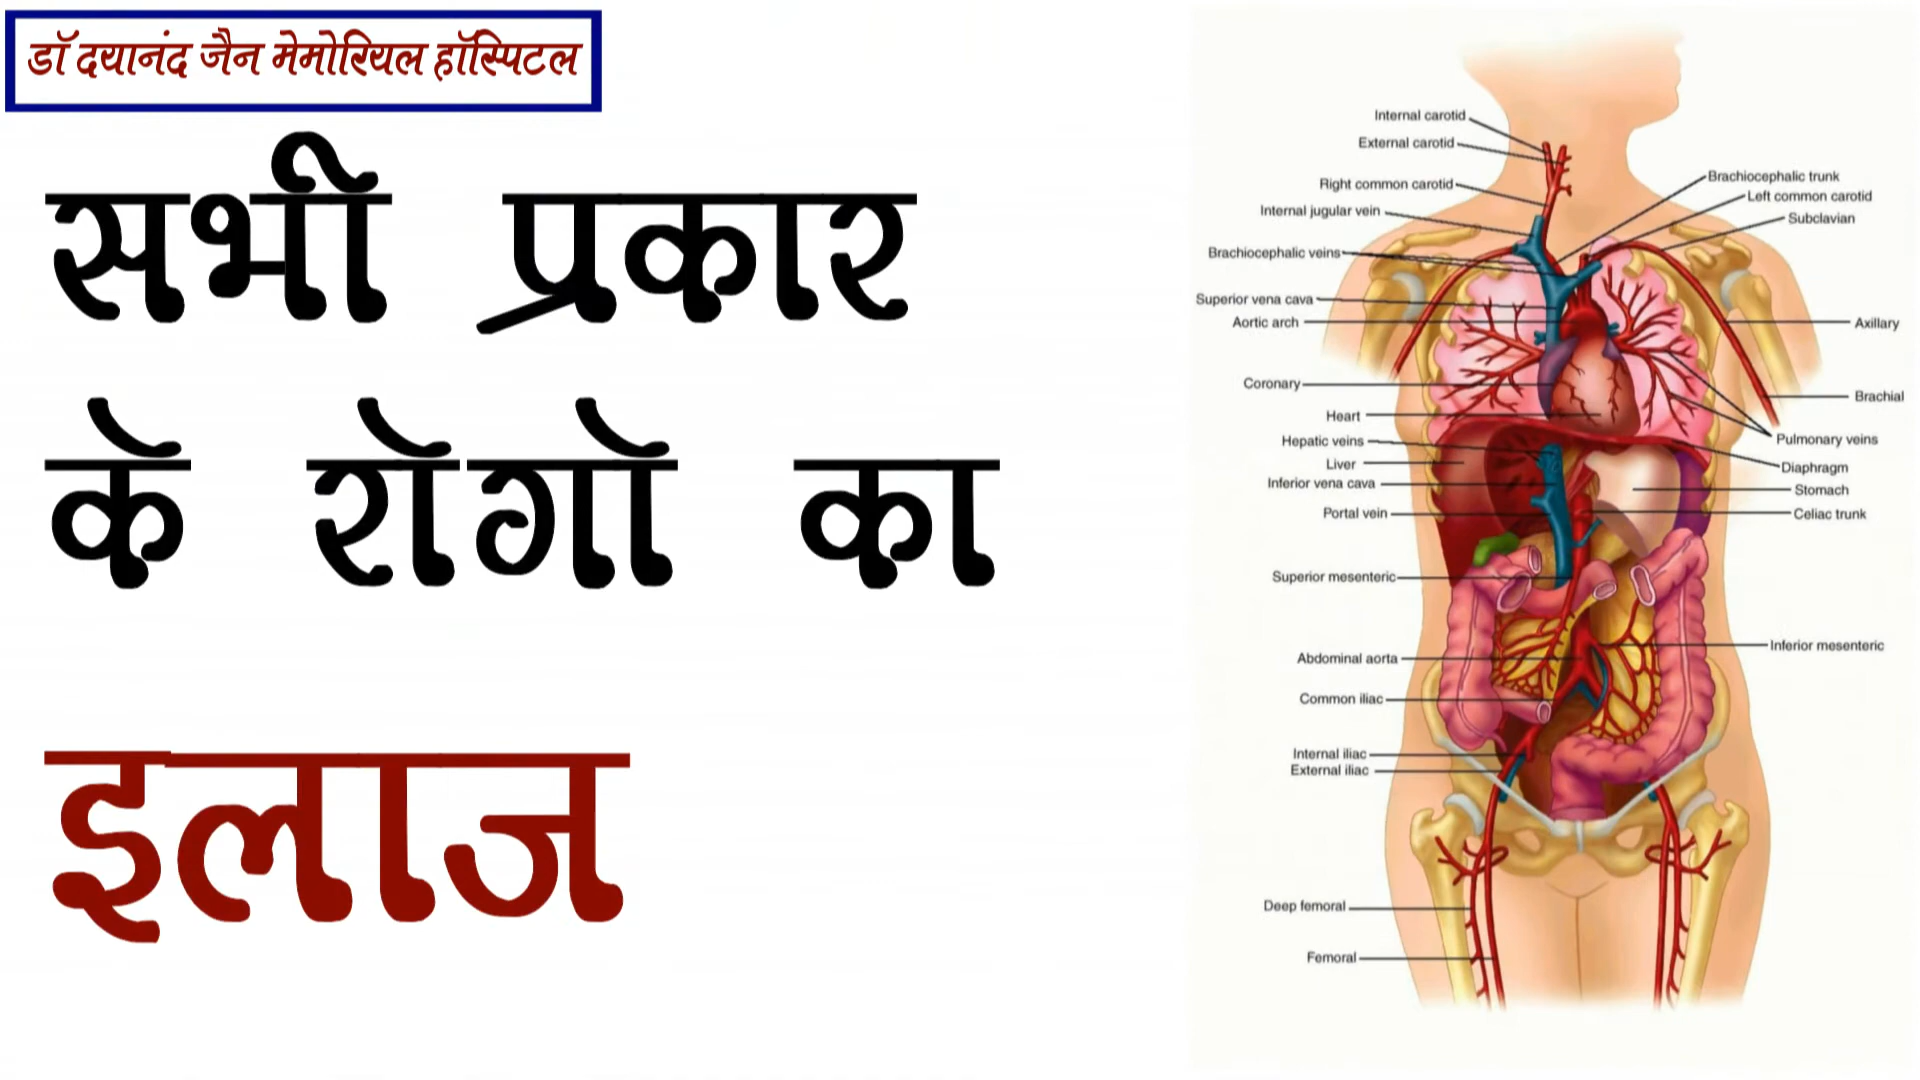 डॉ दयानंद जैन मेमोरियल हॉस्पिटल
सभी प्रकार
के रोगो का
इलाज
Internal carotid
External carotid
Right common carotid
Internal jugular vein
Brachiocephalic veins
Superior vena cava
Aortic arch
Coronary
Heart
Hepatic veins
Liver
Inferior vena cava
Portal vein
Superior mesenteric
Abdominal aorta
Common iliac
Internal iliac
External iliac
Deep femoral
Femoral
Brachiocephalic trunk
Left common carotid
Subclavian
Axillary
Brachial
Pulmonary veins
Diaphragm
Stomach
Celiac trunk
Inferior mesenteric